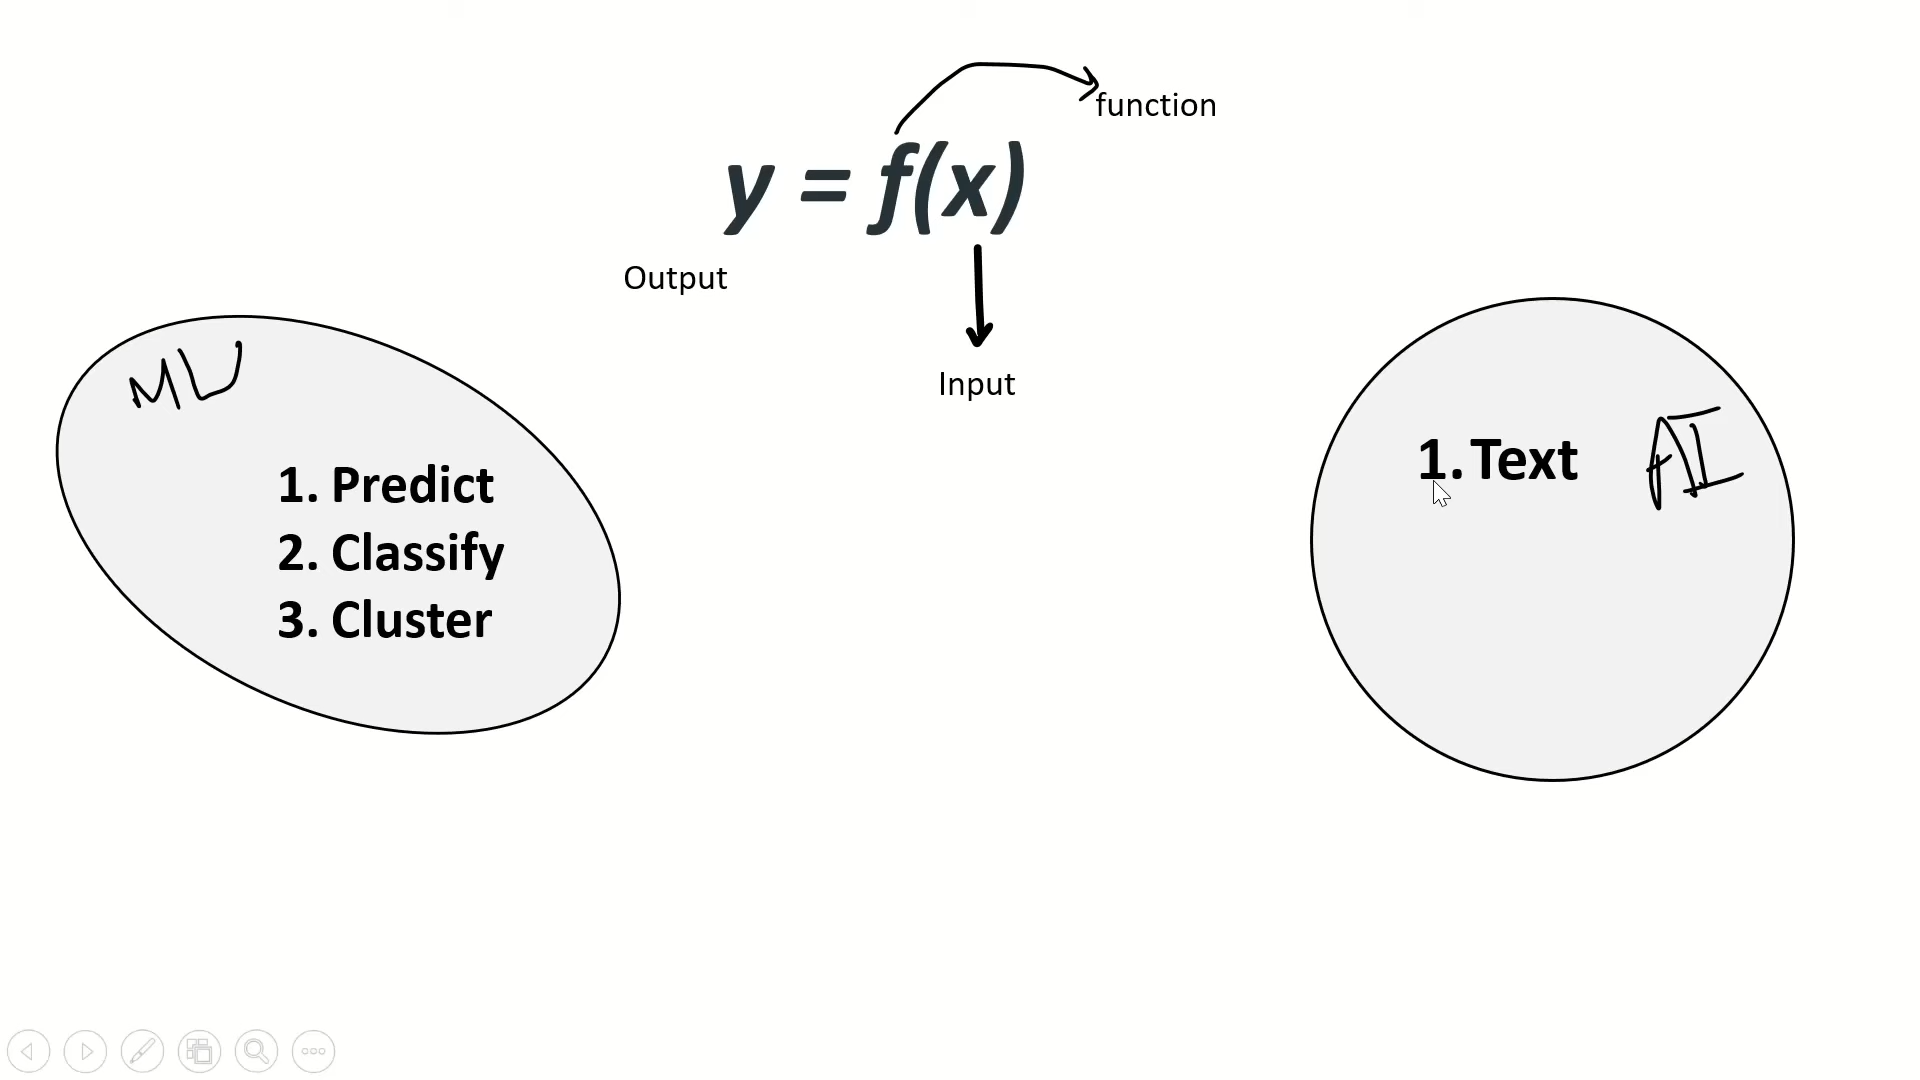 function
y = f(x)
Output
Input
ML
1. Predict
2. Classify
3. Cluster
1. Text
AI